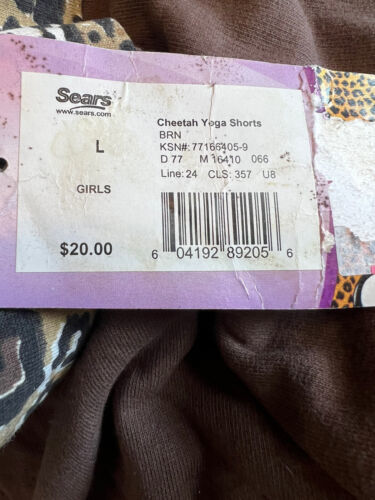 Sears
www.sears.com
L
GIRLS
$20.00
Cheetah Yoga Shorts
BRN
KSN#: 77166405-9
D 77 M 16410 066
Line: 24 CLS: 357 U8
6 04192 89205 6